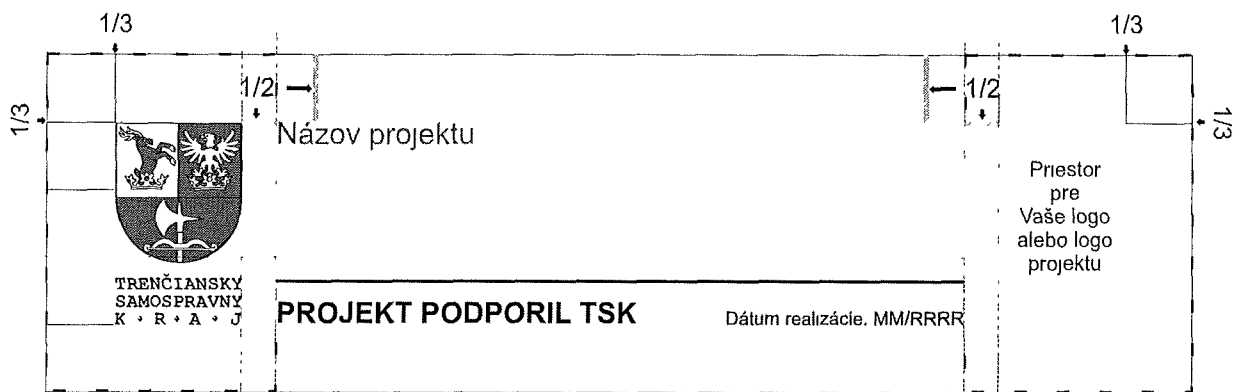 1/3
1/3
1/2
1/2
1/3
1/3
Názov projektu
Priestor
pre
Vaše logo
alebo logo
projektu
TRENČIANSKY
SAMOSPRAVNY
K • R • A • J
PROJEKT PODPORIL TSK
Dátum realizácie. MM/RRRR